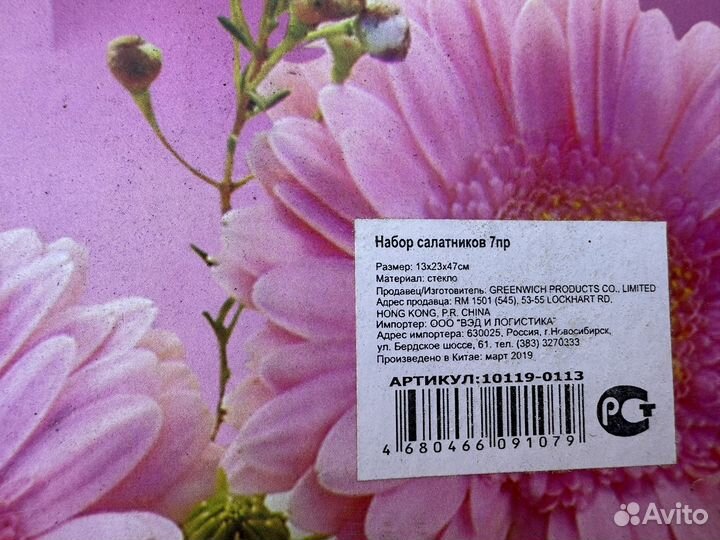 Набор салатников 7пр
Размер: 13х23х47см
Материал: стекло
Продавец/Изготовитель: GREENWICH PRODUCTS CO., LIMITED
Адрес продавца: RM 1501 (545), 53-55 LOCKHART RD,
HONG KONG, P.R. CHINA
Импортер: ООО "ВЭД И ЛОГИСТИКА"
Адрес импортера: 630025, Россия, г.Новосибирск,
ул. Бердское шоссе, 61. тел. (383) 3270333
Произведено в Китае: март 2019
АРТИКУЛ:10119-0113
4 680466 091079
РСТ
Avito